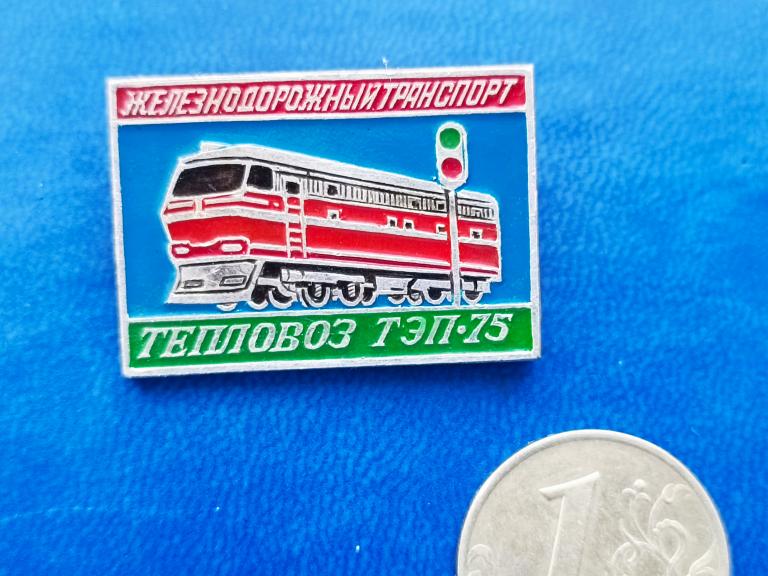 ЖЕЛЕЗНОДОРОЖНЫЙ ТРАНСПОРТ
ТЕПЛОВОЗ ТЭП·75
1